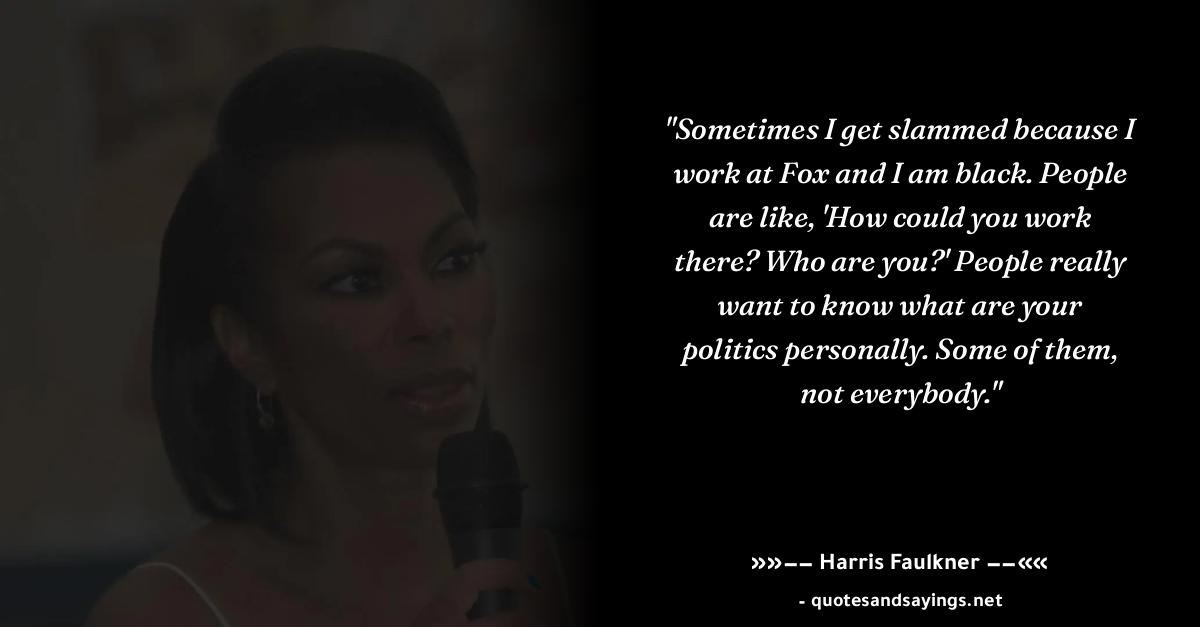 "Sometimes I get slammed because I
work at Fox and I am black. People
are like, 'How could you work
there? Who are you?' People really
want to know what are your
politics personally. Some of them,
not everybody."
»»−− Harris Faulkner −−««
- quotesandsayings.net